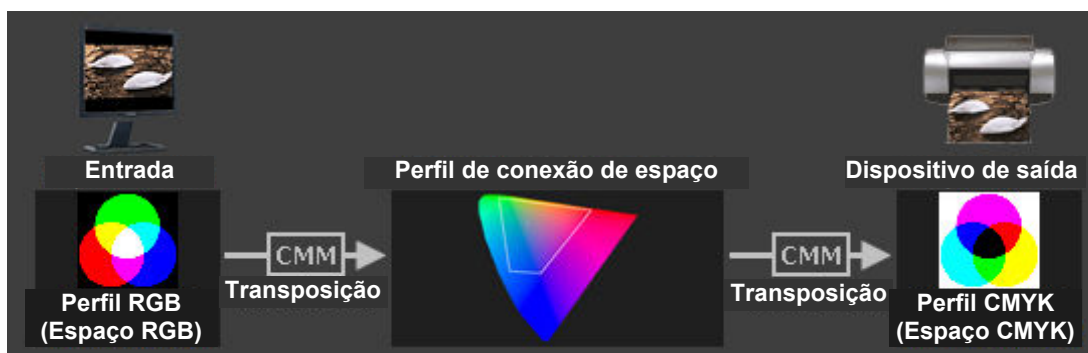 Entrada
Perfil de conexão de espaço
Dispositivo de saída
CMM
CMM
Transposição
Transposição
Perfil RGB
(Espaço RGB)
Perfil CMYK
(Espaço CMYK)